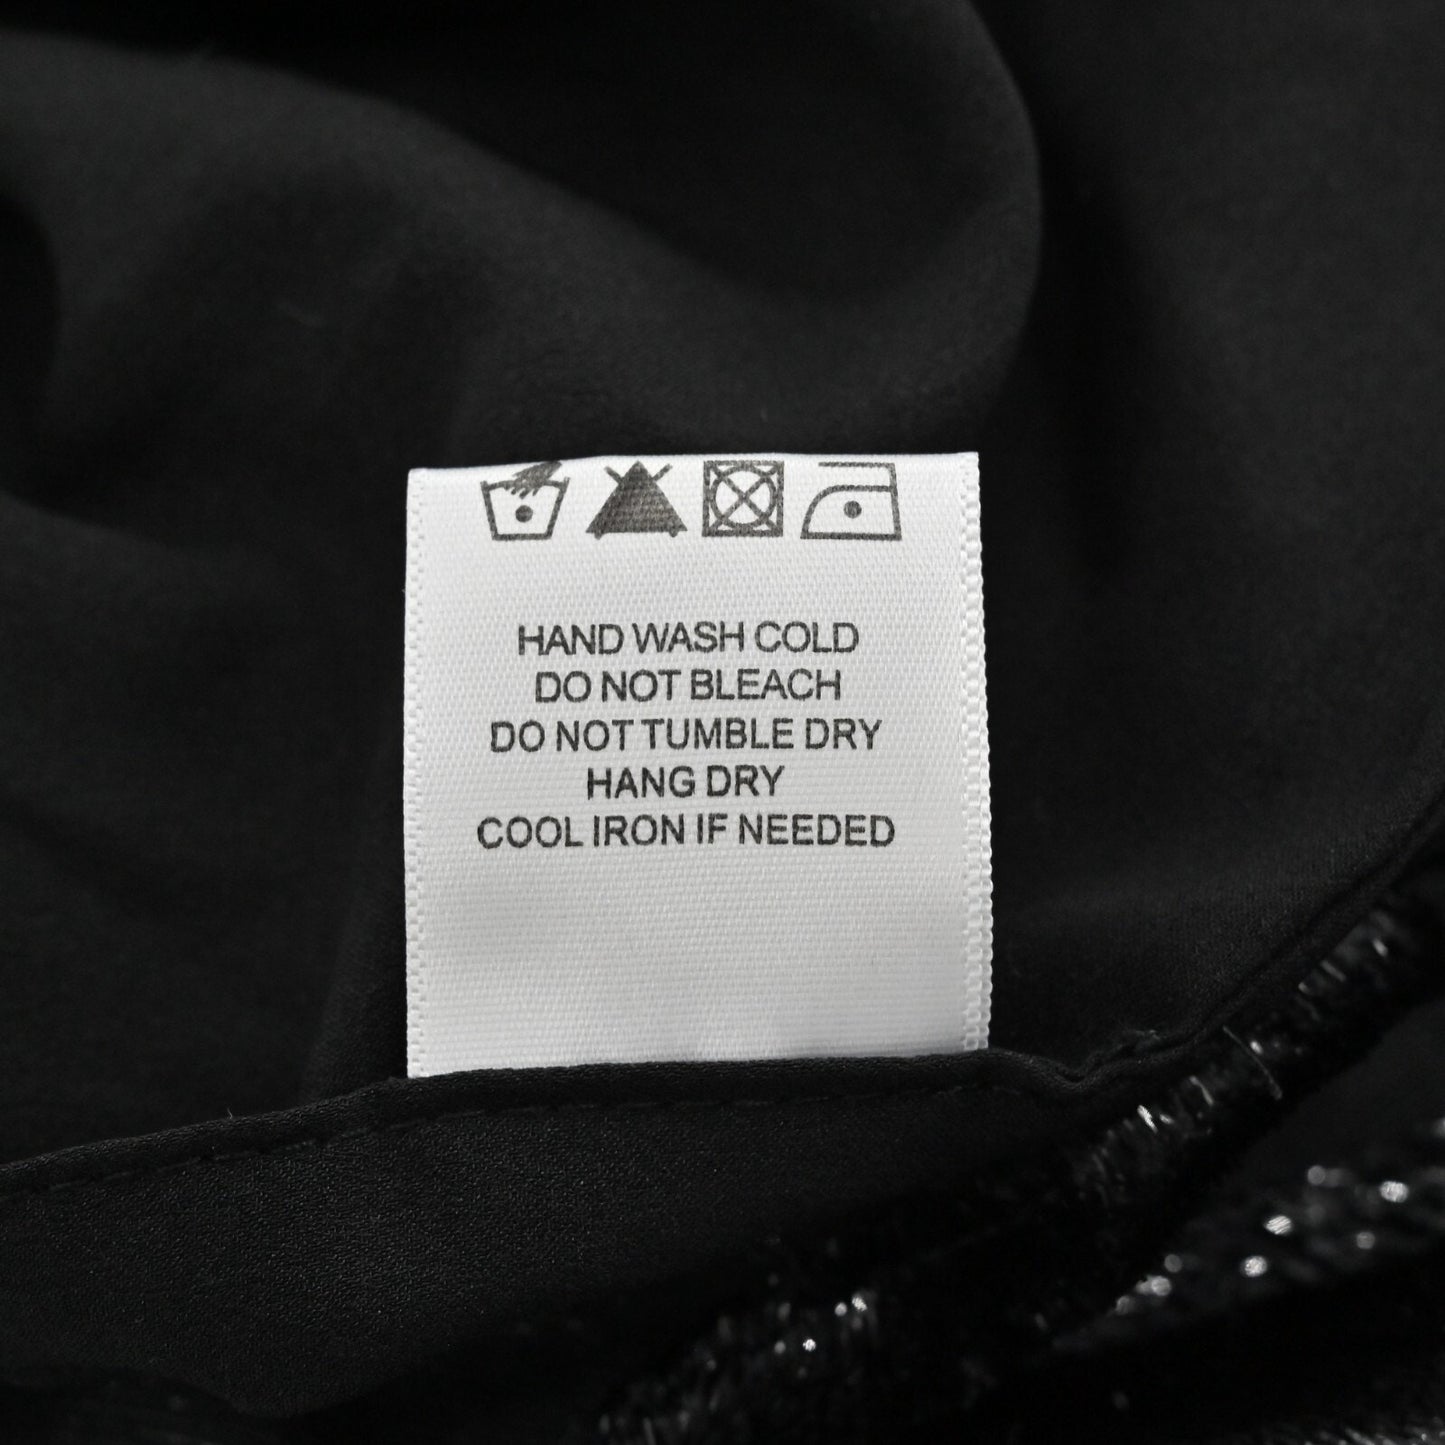 HAND WASH COLD
DO NOT BLEACH
DO NOT TUMBLE DRY
HANG DRY
COOL IRON IF NEEDED